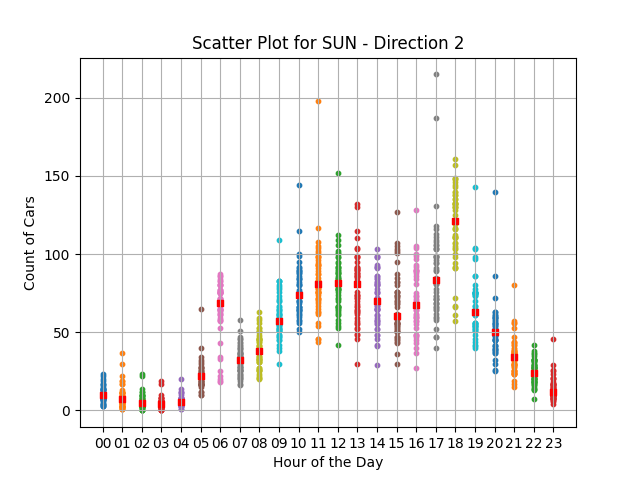 Scatter Plot for SUN - Direction 2
200
150
100
50
0
Count of Cars
00 01 02 03 04 05 06 07 08 09 10 11 12 13 14 15 16 17 18 19 20 21 22 23
Hour of the Day